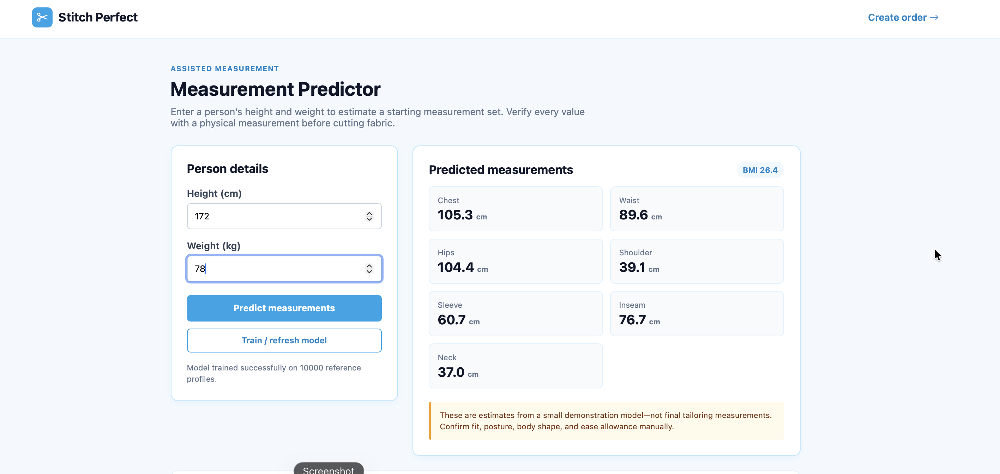 Stitch Perfect
Create order →
ASSISTED MEASUREMENT
Measurement Predictor
Enter a person’s height and weight to estimate a starting measurement set. Verify every value
with a physical measurement before cutting fabric.
Person details
Height (cm)
172
Weight (kg)
78
Predict measurements
Train / refresh model
Model trained successfully on 10000 reference
profiles.
Predicted measurements
BMI 26.4
Chest
105.3 cm
Waist
89.6 cm
Hips
104.4 cm
Shoulder
39.1 cm
Sleeve
60.7 cm
Inseam
76.7 cm
Neck
37.0 cm
These are estimates from a small demonstration model—not final tailoring measurements.
Confirm fit, posture, body shape, and ease allowance manually.
Screenshot